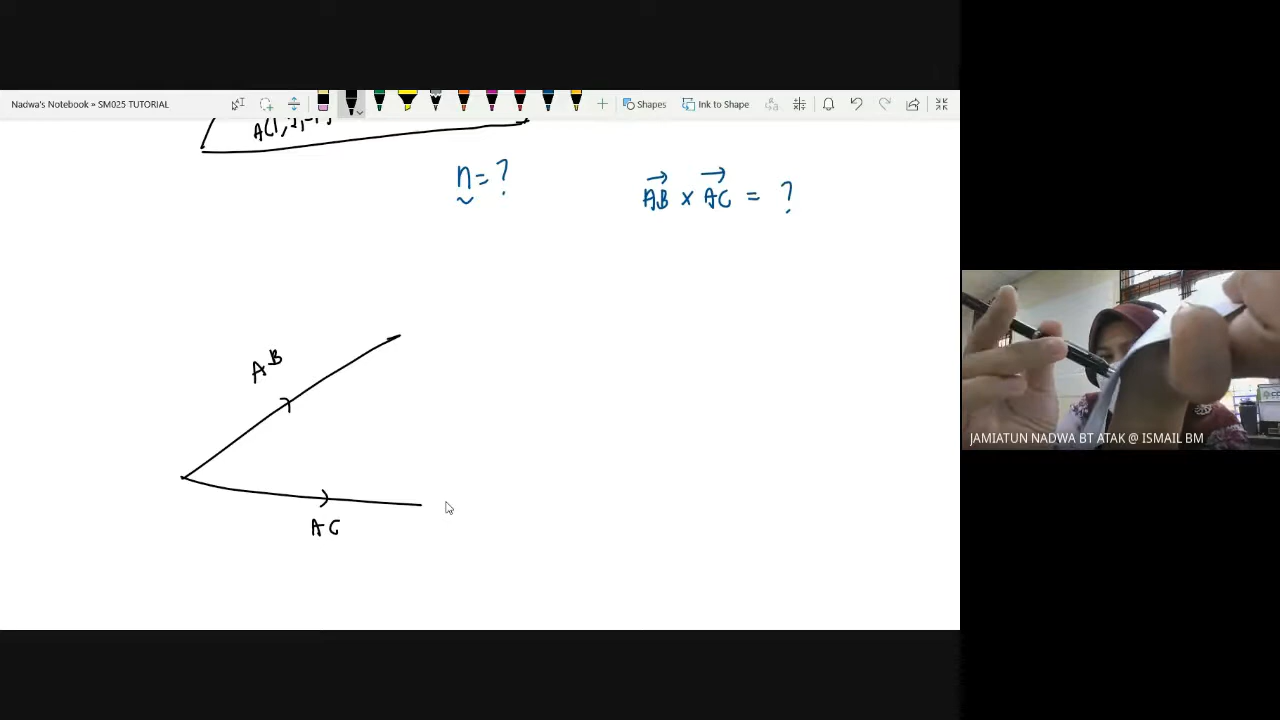 Nadwa's Notebook » SM025 TUTORIAL
Shapes
Ink to Shape
n = ?
AB × AC = ?
AB
AC
JAMIATUN NADWA BT ATAK @ ISMAIL BM